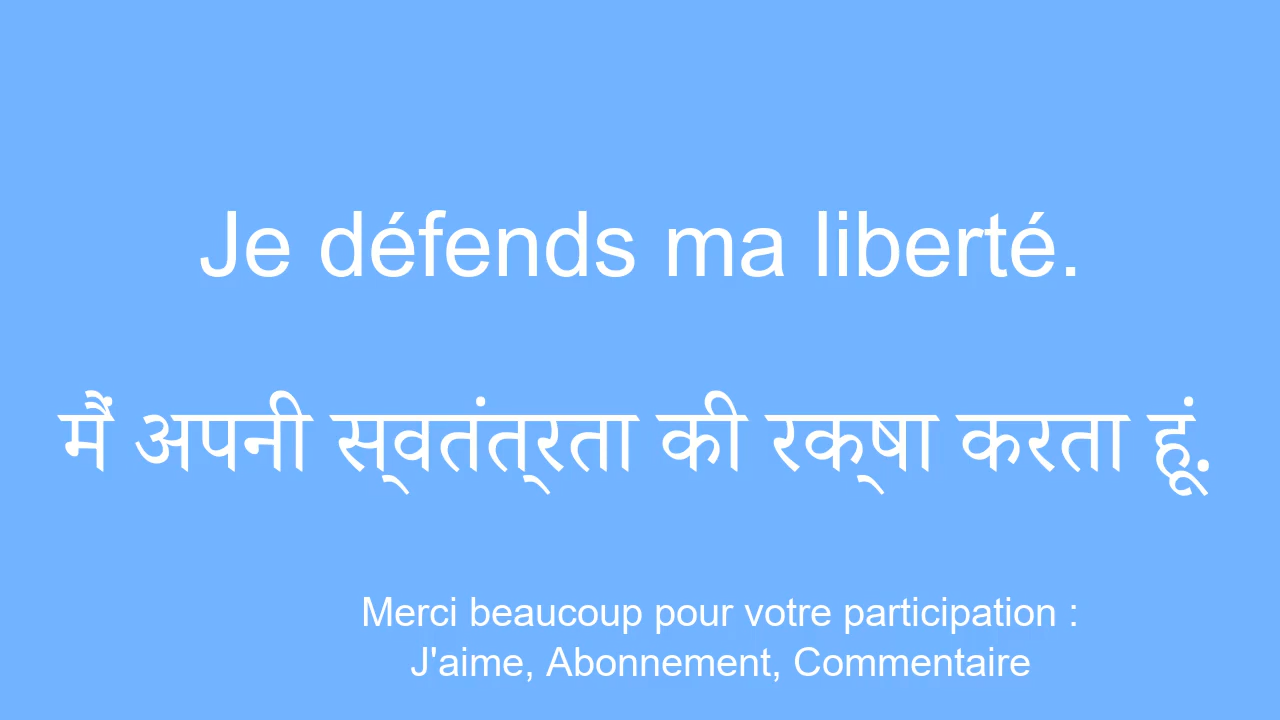 Je défends ma liberté.
मैं अपनी स्वतंत्रता की रक्षा करता हूं.
Merci beaucoup pour votre participation :
J'aime, Abonnement, Commentaire